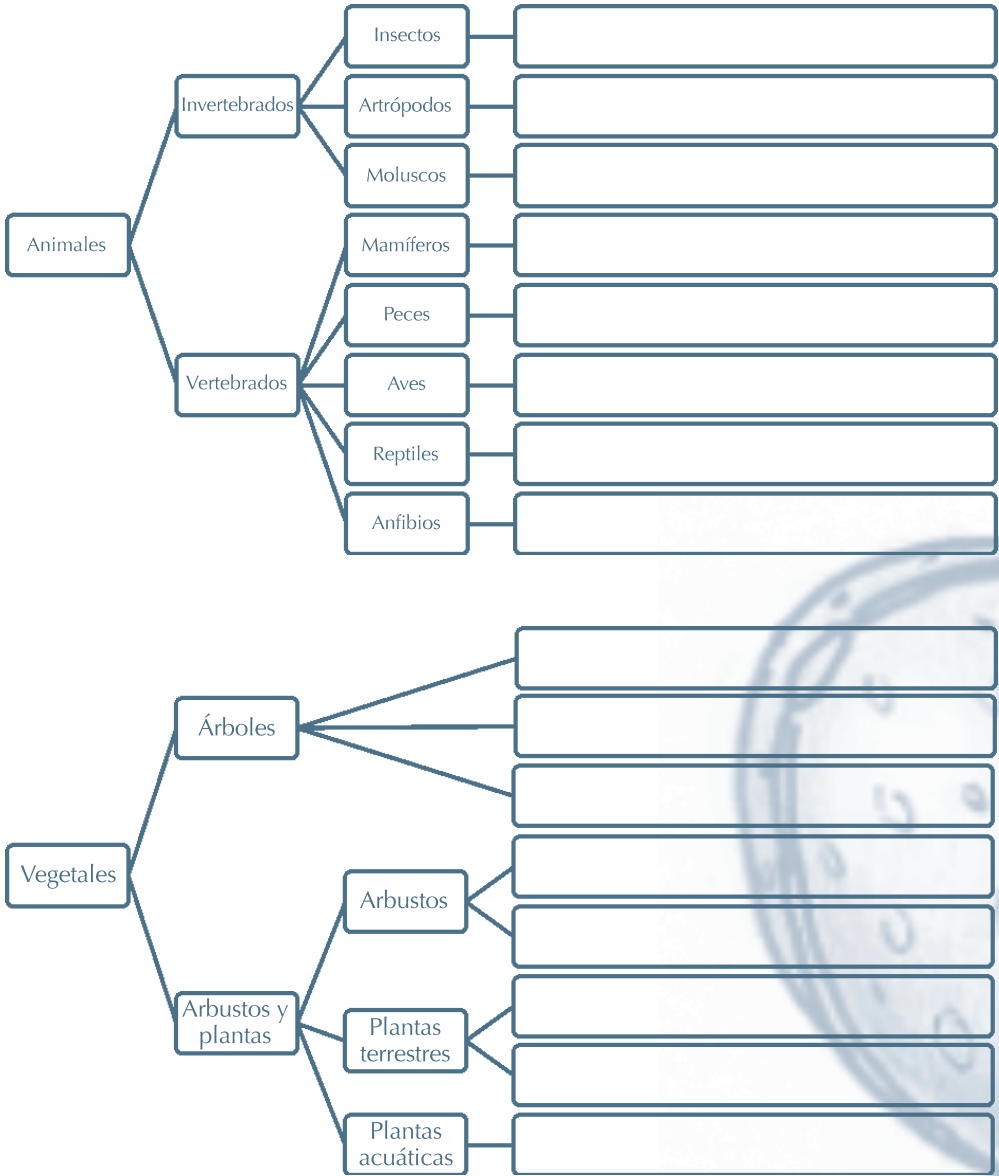 Insectos
Invertebrados
Artrópodos
Moluscos
Animales
Mamíferos
Peces
Vertebrados
Aves
Reptiles
Anfibios
Árboles
Vegetales
Arbustos
Arbustos y
plantas
Plantas
terrestres
Plantas
acuáticas